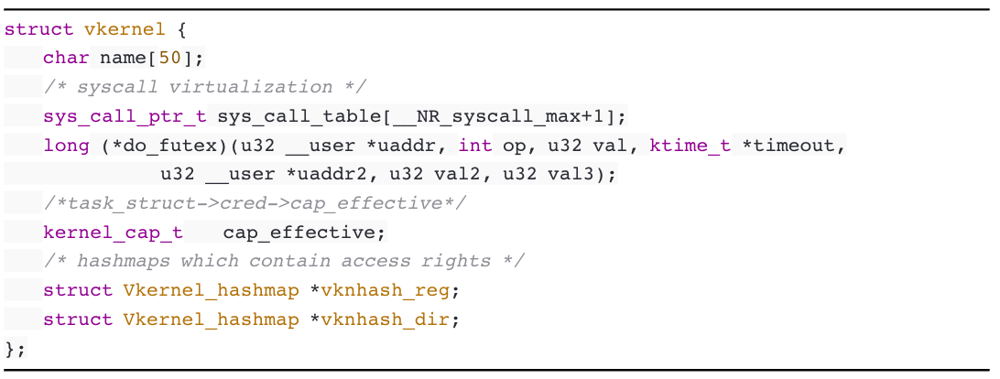 struct vkernel {
    char name[50];
    /* syscall virtualization */
    sys_call_ptr_t sys_call_table[__NR_syscall_max+1];
    long (*do_futex)(u32 __user *uaddr, int op, u32 val, ktime_t *timeout,
            u32 __user *uaddr2, u32 val2, u32 val3);
    /*task_struct->cred->cap_effective*/
    kernel_cap_t   cap_effective;
    /* hashmaps which contain access rights */
    struct Vkernel_hashmap *vknhash_reg;
    struct Vkernel_hashmap *vknhash_dir;
};